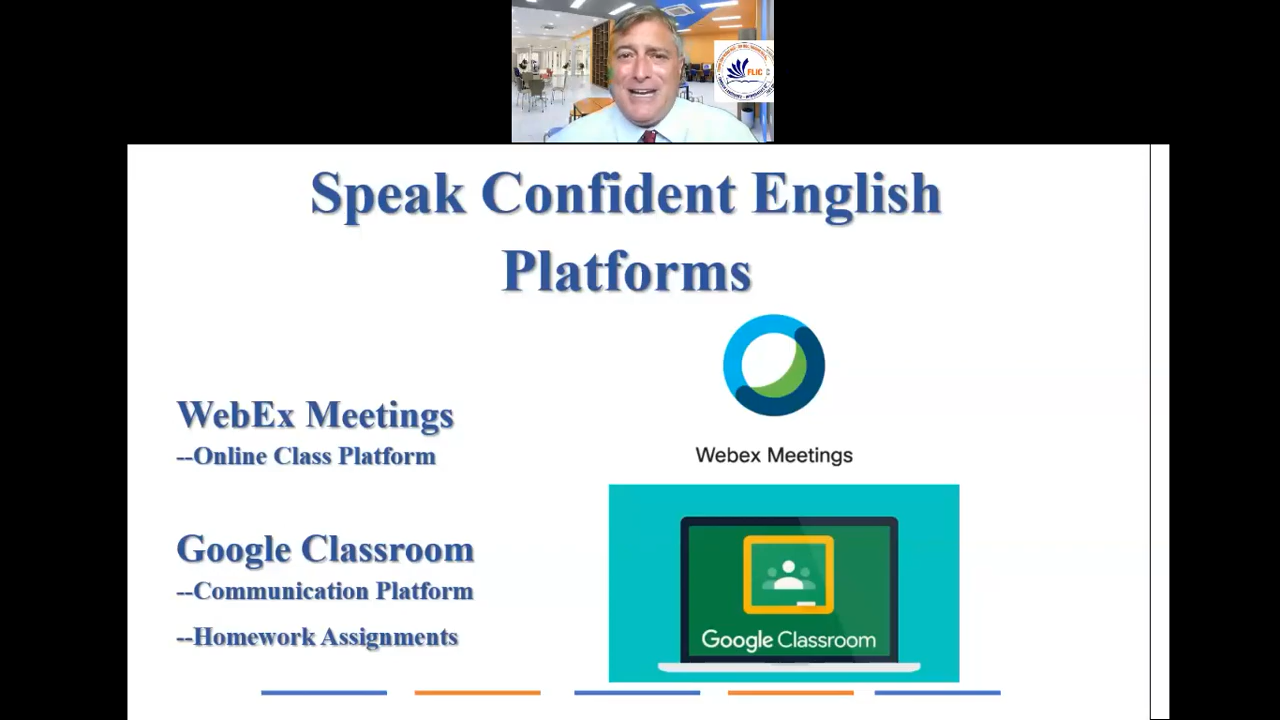 FLIC
Speak Confident English
Platforms
WebEx Meetings
--Online Class Platform
Webex Meetings
Google Classroom
--Communication Platform
--Homework Assignments
Google Classroom